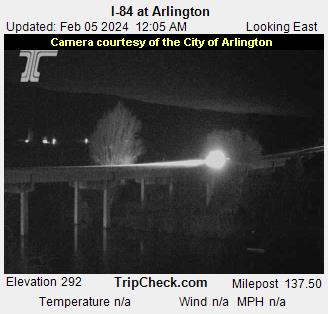 I-84 at Arlington
Updated: Feb 05 2024 12:05 AM Looking East
Camera courtesy of the City of Arlington
Elevation 292 TripCheck.com Milepost 137.50
Temperature n/a Wind n/a MPH n/a